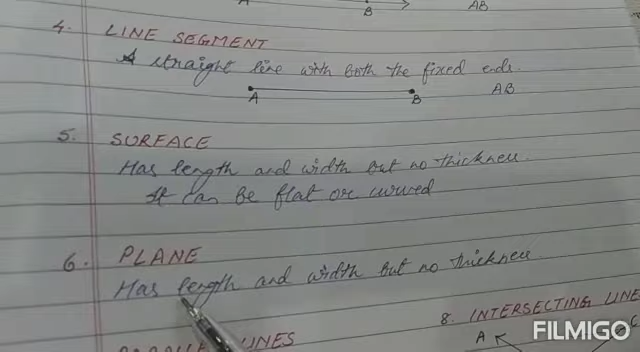 A
B
AB
4. LINE SEGMENT
A straight line with both the fixed ends.
A B AB
5. SURFACE
Has length and width but no thickness.
It can be flat or curved
6. PLANE
Has length and width but no thickness.
8. INTERSECTING LINE
LINES
A C
FILMIGO